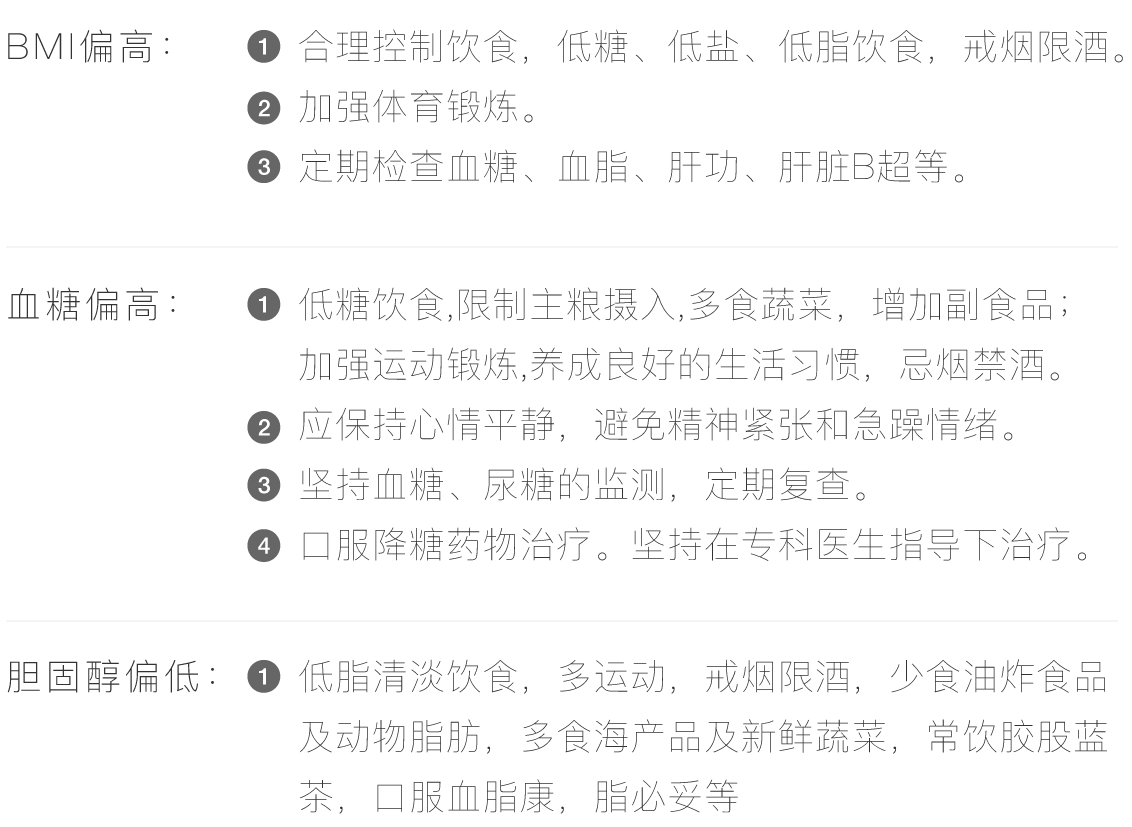 BMI偏高： ❶ 合理控制饮食，低糖、低盐、低脂饮食，戒烟限酒。
❷ 加强体育锻炼。
❸ 定期检查血糖、血脂、肝功、肝脏B超等。
血糖偏高： ❶ 低糖饮食,限制主粮摄入,多食蔬菜，增加副食品；
加强运动锻炼,养成良好的生活习惯，忌烟禁酒。
❷ 应保持心情平静，避免精神紧张和急躁情绪。
❸ 坚持血糖、尿糖的监测，定期复查。
❹ 口服降糖药物治疗。坚持在专科医生指导下治疗。
胆固醇偏低： ❶ 低脂清淡饮食，多运动，戒烟限酒，少食油炸食品
及动物脂肪，多食海产品及新鲜蔬菜，常饮胶股蓝
茶，口服血脂康，脂必妥等